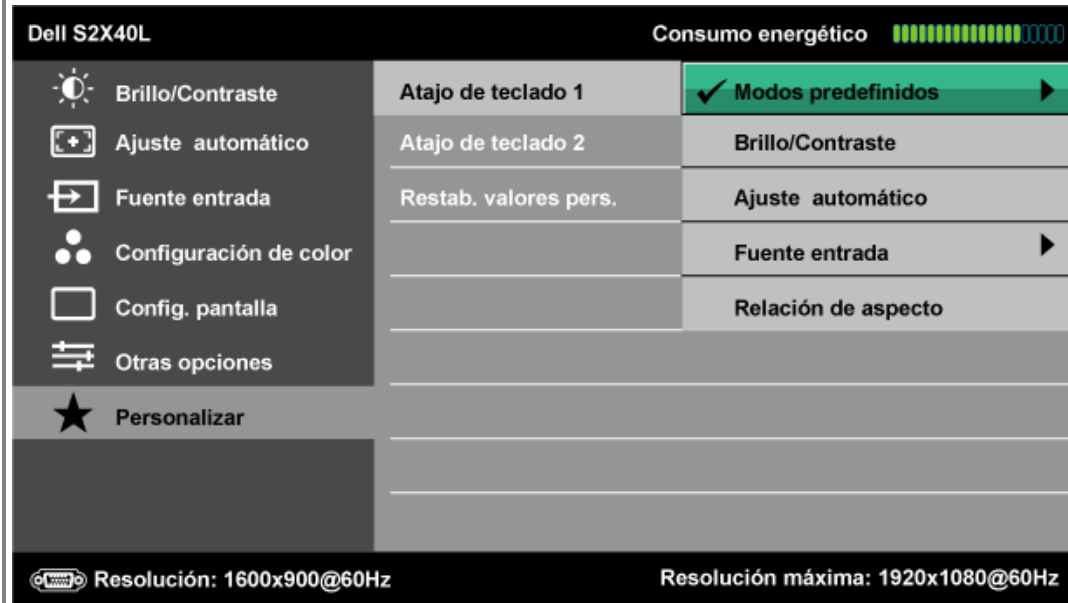 Dell S2X40L
Consumo energético
Brillo/Contraste
Ajuste automático
Fuente entrada
Configuración de color
Config. pantalla
Otras opciones
Personalizar
Atajo de teclado 1
Atajo de teclado 2
Restab. valores pers.
Modos predefinidos
Brillo/Contraste
Ajuste automático
Fuente entrada
Relación de aspecto
Resolución: 1600x900@60Hz
Resolución máxima: 1920x1080@60Hz